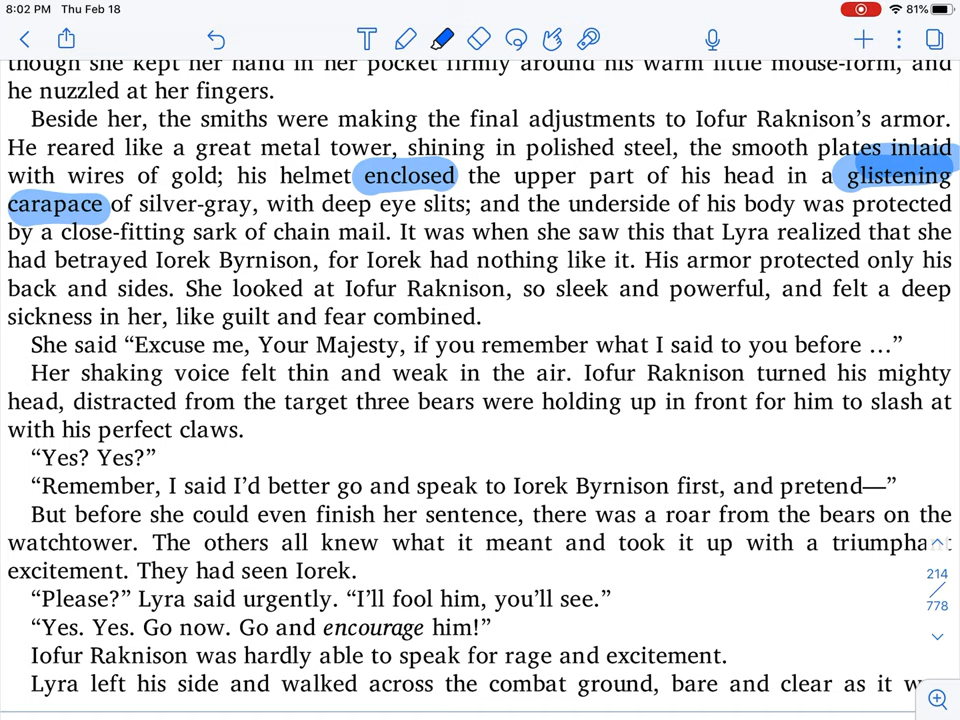 8:02 PM Thu Feb 18
81%
though she kept her hand in her pocket firmly around his warm little mouse-form, and
he nuzzled at her fingers.
Beside her, the smiths were making the final adjustments to Iofur Raknison’s armor.
He reared like a great metal tower, shining in polished steel, the smooth plates inlaid
with wires of gold; his helmet enclosed the upper part of his head in a glistening
carapace of silver-gray, with deep eye slits; and the underside of his body was protected
by a close-fitting sark of chain mail. It was when she saw this that Lyra realized that she
had betrayed Iorek Byrnison, for Iorek had nothing like it. His armor protected only his
back and sides. She looked at Iofur Raknison, so sleek and powerful, and felt a deep
sickness in her, like guilt and fear combined.
She said “Excuse me, Your Majesty, if you remember what I said to you before …”
Her shaking voice felt thin and weak in the air. Iofur Raknison turned his mighty
head, distracted from the target three bears were holding up in front for him to slash at
with his perfect claws.
“Yes? Yes?”
“Remember, I said I’d better go and speak to Iorek Byrnison first, and pretend—”
But before she could even finish her sentence, there was a roar from the bears on the
watchtower. The others all knew what it meant and took it up with a triumphant
excitement. They had seen Iorek.
“Please?” Lyra said urgently. “I’ll fool him, you’ll see.”
“Yes. Yes. Go now. Go and encourage him!”
Iofur Raknison was hardly able to speak for rage and excitement.
Lyra left his side and walked across the combat ground, bare and clear as it
214
778